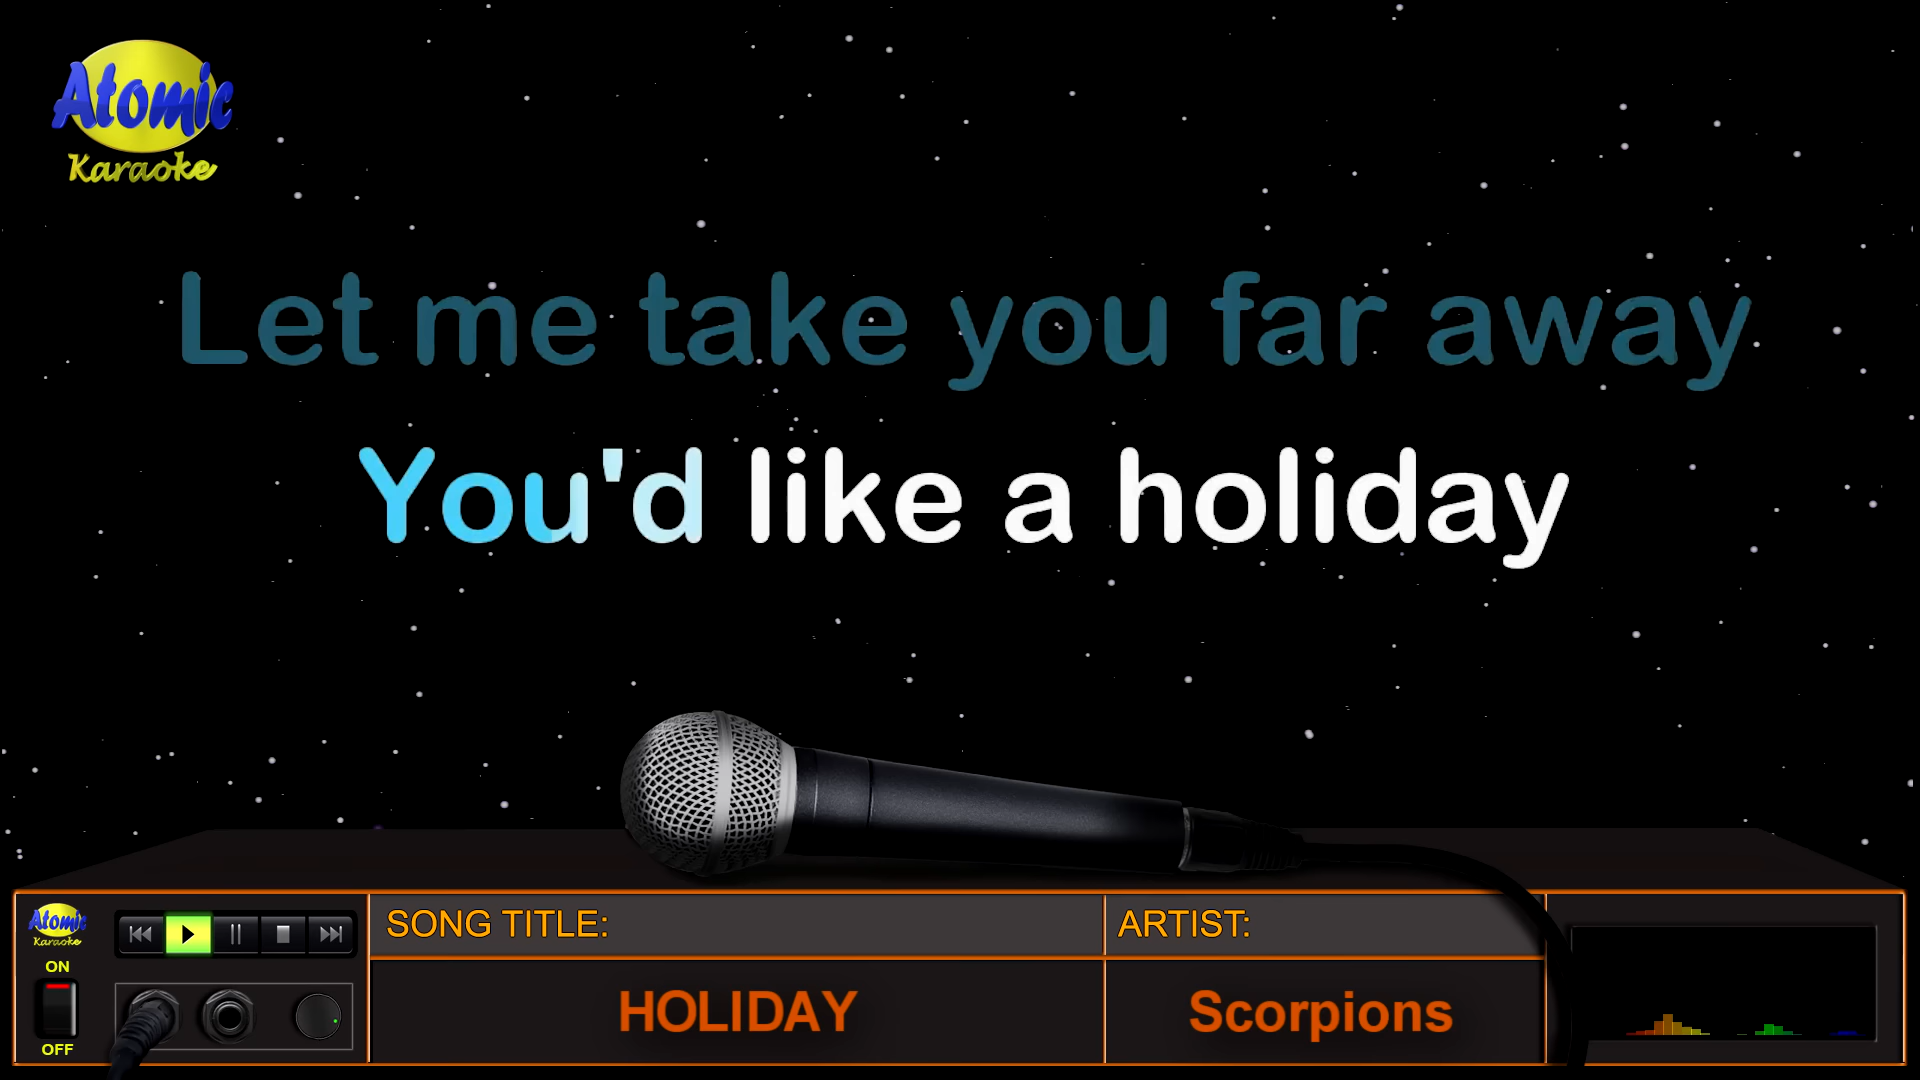 Atomic
Karaoke
Let me take you far away
You'd like a holiday
Atomic
Karaoke
ON
OFF
SONG TITLE:
HOLIDAY
ARTIST:
Scorpions